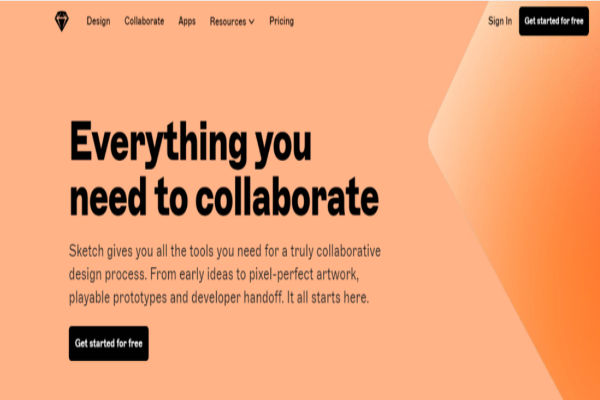 Design Collaborate Apps Resources Pricing Sign In Get started for free
Everything you
need to collaborate
Sketch gives you all the tools you need for a truly collaborative
design process. From early ideas to pixel-perfect artwork,
playable prototypes and developer handoff. It all starts here.
Get started for free